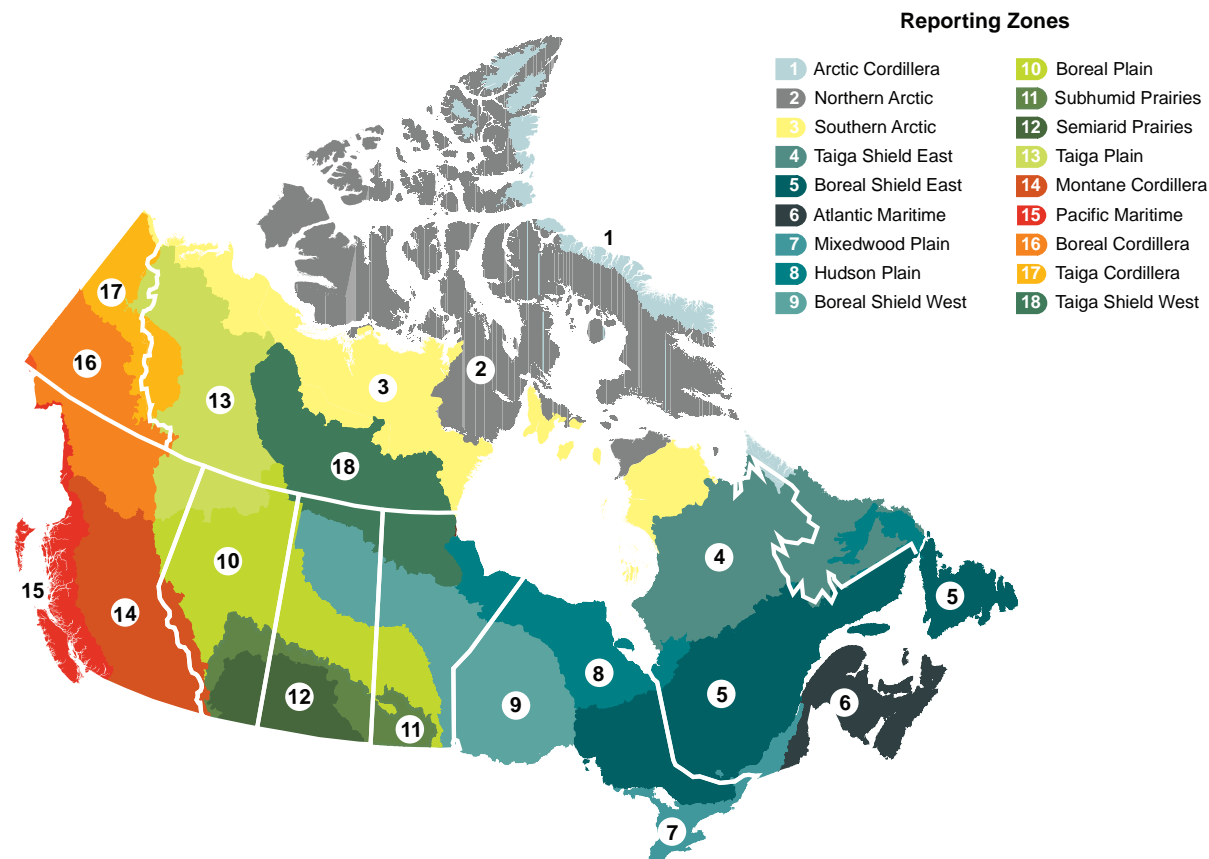 Reporting Zones
1 Arctic Cordillera
2 Northern Arctic
3 Southern Arctic
4 Taiga Shield East
5 Boreal Shield East
6 Atlantic Maritime
7 Mixedwood Plain
8 Hudson Plain
9 Boreal Shield West
10 Boreal Plain
11 Subhumid Prairies
12 Semiarid Prairies
13 Taiga Plain
14 Montane Cordillera
15 Pacific Maritime
16 Boreal Cordillera
17 Taiga Cordillera
18 Taiga Shield West
1
17
16
2
3
13
18
4
10
15
5
14
8
5
12
9
6
11
7